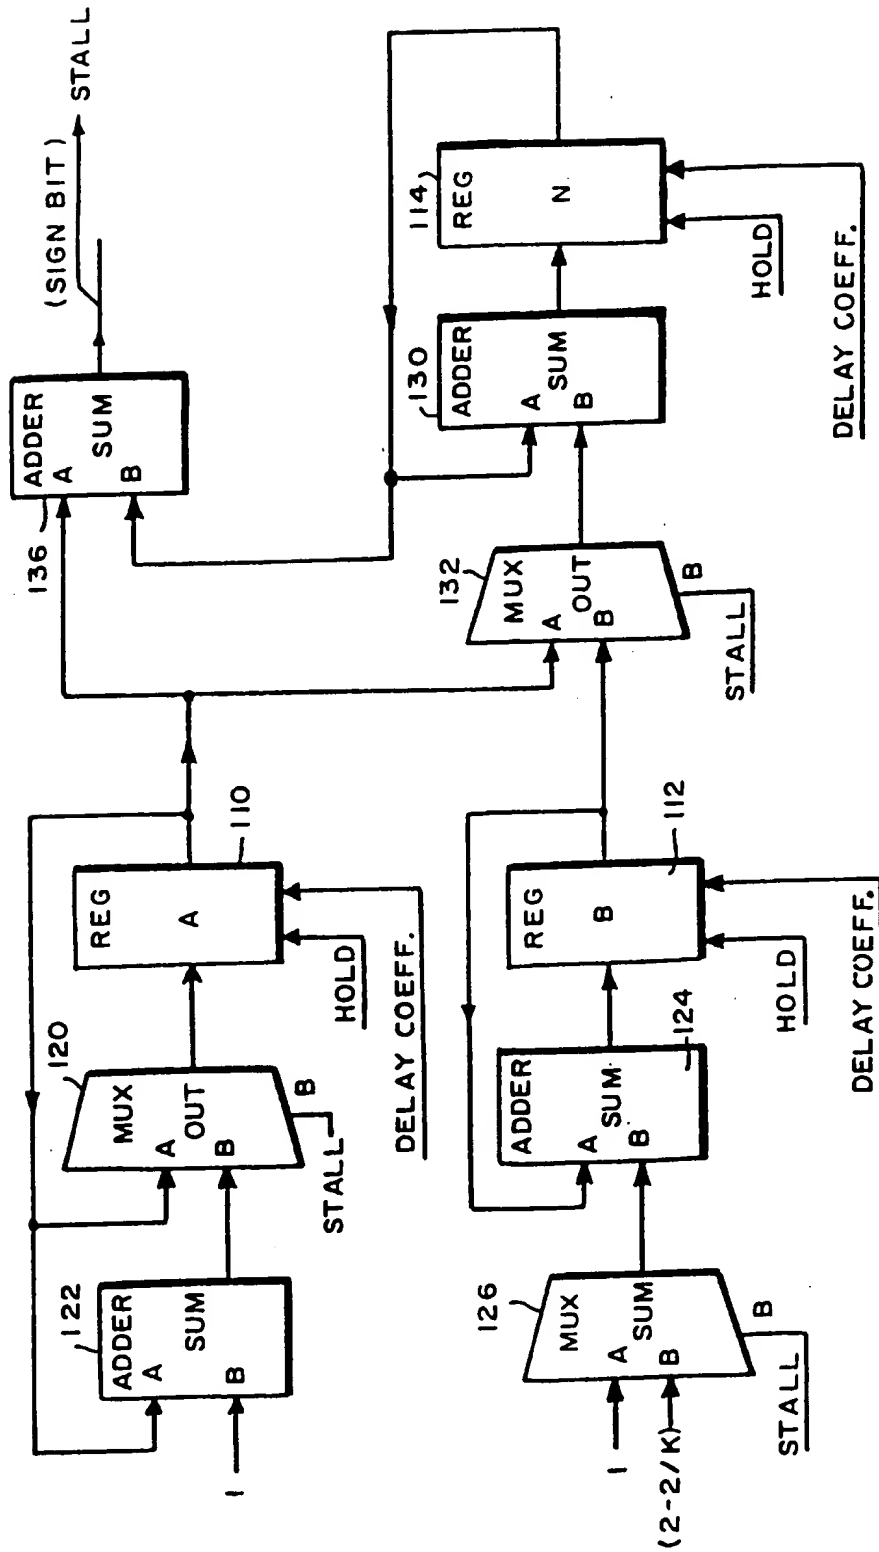 122
ADDER
A
SUM
B
1
120
MUX
A
OUT
B
B
STALL
110
REG
A
HOLD
DELAY COEFF.
136
ADDER
A
SUM
B
(SIGN BIT)
STALL
126
MUX
A
SUM
B
1
(2-2/K)
B
STALL
ADDER
A
SUM
B
124
REG
B
112
HOLD
DELAY COEFF.
132
MUX
A
OUT
B
B
STALL
130
ADDER
A
SUM
B
114
REG
N
HOLD
DELAY COEFF.